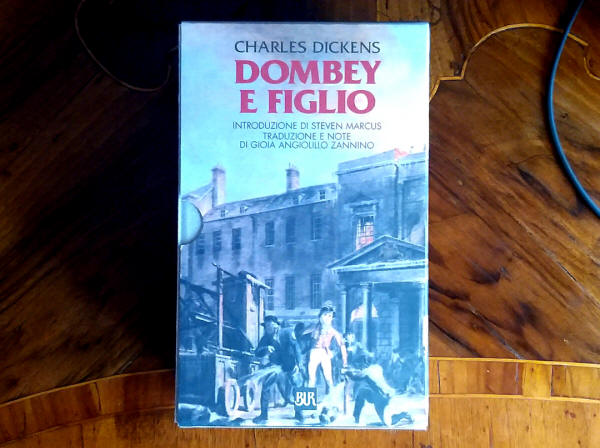 CHARLES DICKENS
DOMBEY
E FIGLIO
INTRODUZIONE DI STEVEN MARCUS
TRADUZIONE E NOTE
DI GIOIA ANGIOLILLO ZANNINO
BUR